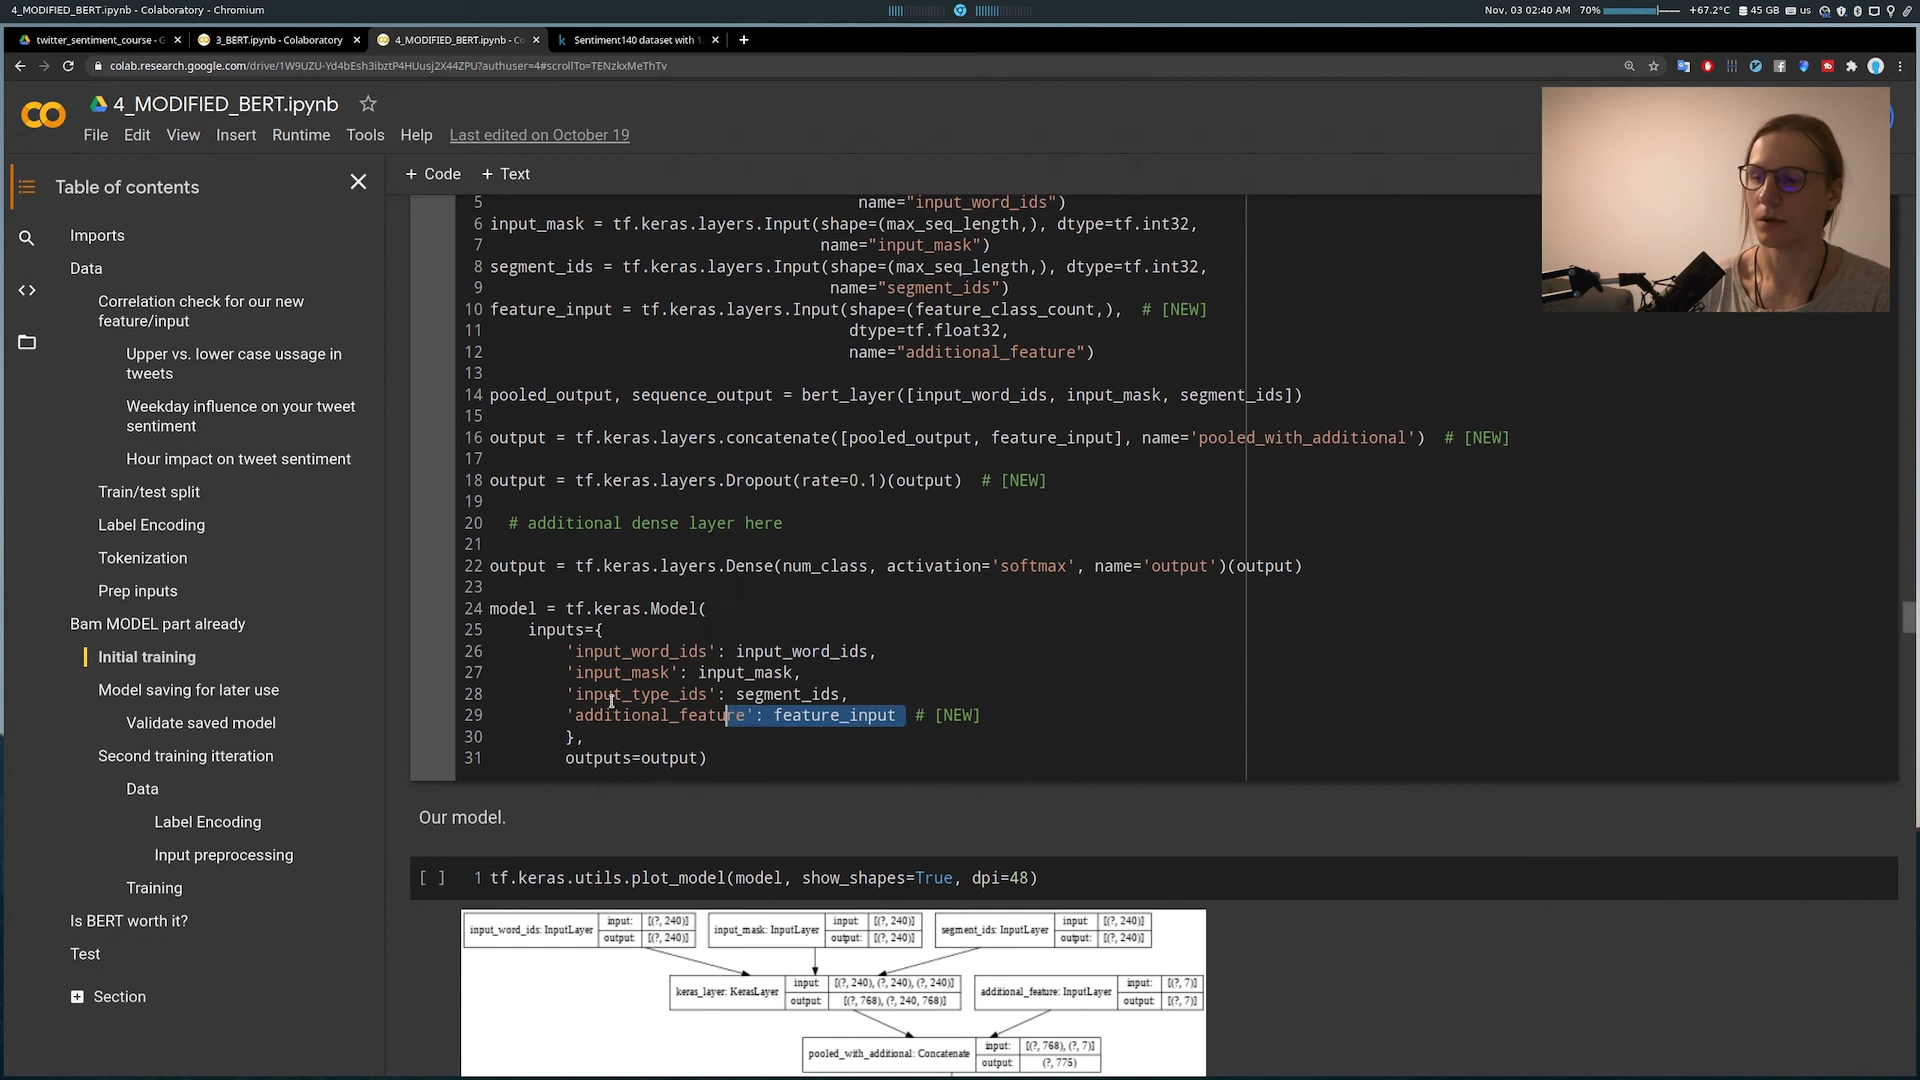 4_MODIFIED_BERT.ipynb - Colaboratory - Chromium
Nov, 03 02:40 AM 70% +67.2°C 45 GB us
twitter_sentiment_course - G
3_BERT.ipynb - Colaboratory
4_MODIFIED_BERT.ipynb - Co
Sentiment140 dataset with 1.
colab.research.google.com/drive/1W9UZU-Yd4bEsh3ibztP4HUusj2X44ZPU?authuser=4#scrollTo=TENzkxMeThTv
4_MODIFIED_BERT.ipynb
File Edit View Insert Runtime Tools Help Last edited on October 19
Table of contents
+ Code + Text
Imports
Data
Correlation check for our new
feature/input
Upper vs. lower case ussage in
tweets
Weekday influence on your tweet
sentiment
Hour impact on tweet sentiment
Train/test split
Label Encoding
Tokenization
Prep inputs
Bam MODEL part already
Initial training
Model saving for later use
Validate saved model
Second training itteration
Data
Label Encoding
Input preprocessing
Training
Is BERT worth it?
Test
Section
5 name="input_word_ids")
6 input_mask = tf.keras.layers.Input(shape=(max_seq_length,), dtype=tf.int32,
7 name="input_mask")
8 segment_ids = tf.keras.layers.Input(shape=(max_seq_length,), dtype=tf.int32,
9 name="segment_ids")
10 feature_input = tf.keras.layers.Input(shape=(feature_class_count,), # [NEW]
11 dtype=tf.float32,
12 name="additional_feature")
13
14 pooled_output, sequence_output = bert_layer([input_word_ids, input_mask, segment_ids])
15
16 output = tf.keras.layers.concatenate([pooled_output, feature_input], name='pooled_with_additional') # [NEW]
17
18 output = tf.keras.layers.Dropout(rate=0.1)(output) # [NEW]
19
20 # additional dense layer here
21
22 output = tf.keras.layers.Dense(num_class, activation='softmax', name='output')(output)
23
24 model = tf.keras.Model(
25 inputs={
26 'input_word_ids': input_word_ids,
27 'input_mask': input_mask,
28 'input_type_ids': segment_ids,
29 'additional_feature': feature_input # [NEW]
30 },
31 outputs=output)
Our model.
[ ] 1 tf.keras.utils.plot_model(model, show_shapes=True, dpi=48)
input_word_ids: InputLayer input: [(?, 240)] output: [(?, 240)]
input_mask: InputLayer input: [(?, 240)] output: [(?, 240)]
segment_ids: InputLayer input: [(?, 240)] output: [(?, 240)]
keras_layer: KerasLayer input: [(?, 240), (?, 240), (?, 240)] output: [(?, 768), (?, 240, 768)]
additional_feature: InputLayer input: [(?, 7)] output: [(?, 7)]
pooled_with_additional: Concatenate input: [(?, 768), (?, 7)] output: (?, 775)